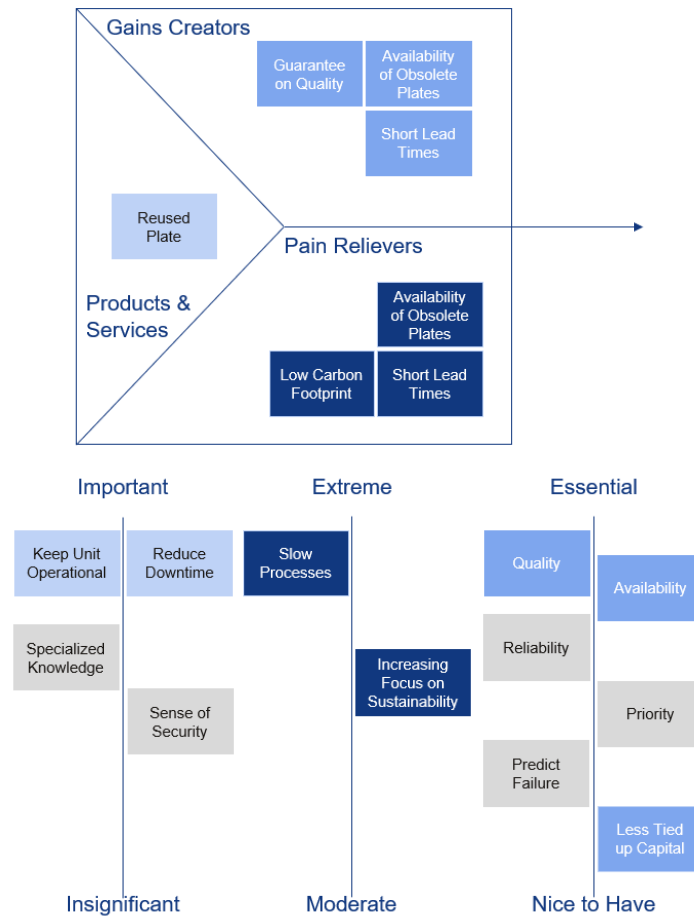 Gains Creators
Guarantee
on Quality
Availability
of Obsolete
Plates
Short Lead
Times
Reused
Plate
Pain Relievers
Products &
Services
Availability
of Obsolete
Plates
Low Carbon
Footprint
Short Lead
Times
Important
Extreme
Essential
Keep Unit
Operational
Reduce
Downtime
Slow
Processes
Quality
Availability
Specialized
Knowledge
Reliability
Increasing
Focus on
Sustainability
Sense of
Security
Priority
Predict
Failure
Less Tied
up Capital
Insignificant
Moderate
Nice to Have